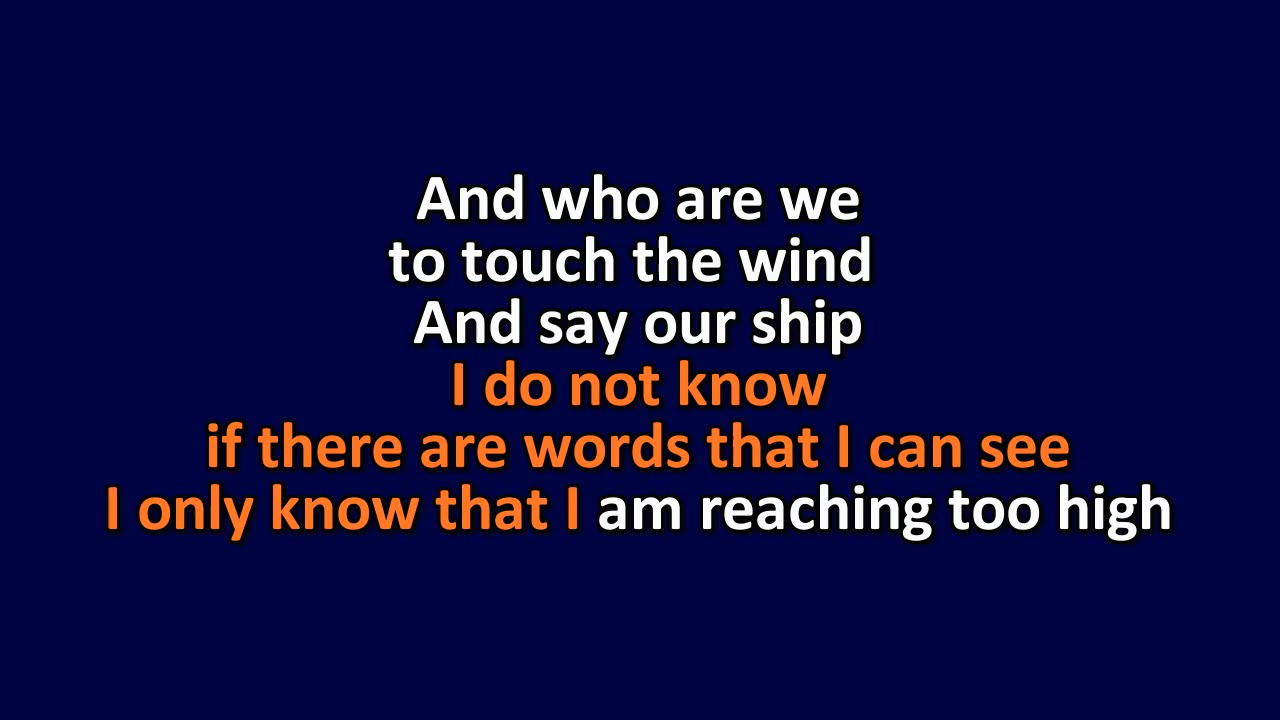 And who are we
to touch the wind
And say our ship
I do not know
if there are words that I can see
I only know that I am reaching too high